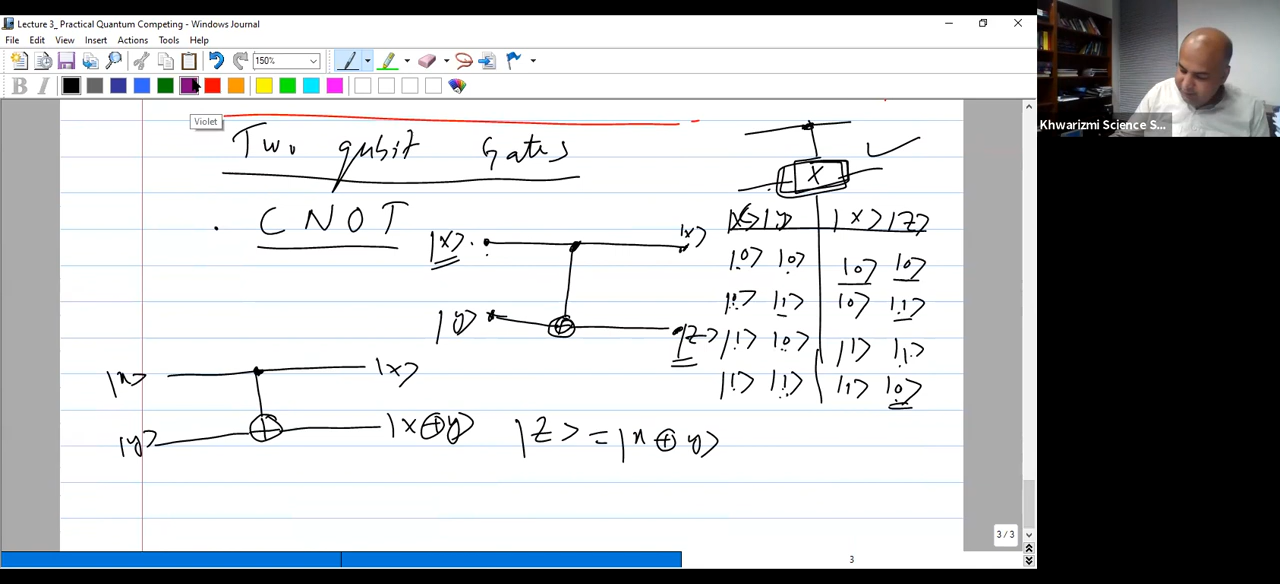 Lecture 3_ Practical Quantum Competing - Windows Journal
File Edit View Insert Actions Tools Help
150%
B I
Violet
Khwarizmi Science S...
Two qubit Gates
X
CNOT
|x> |x>
|y> |z>
|x> |y> |x> |z>
|0> |0> |0> |0>
|0> |1> |0> |1>
|1> |0> |1> |1>
|1> |1> |1> |0>
|x> |x>
|y> |x⊕y>
|z> = |x⊕y>
3 / 3
3